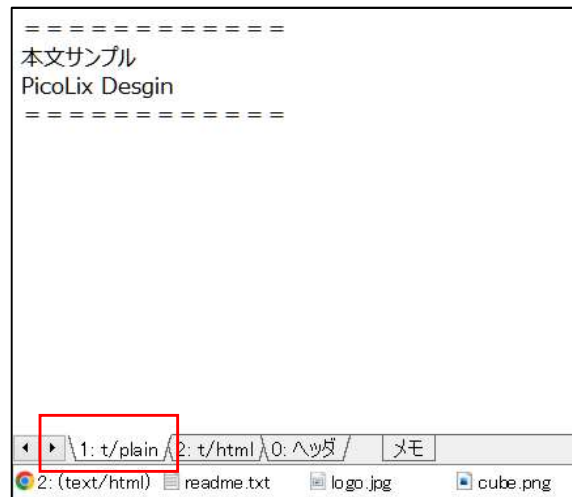 ＝＝＝＝＝＝＝＝＝＝＝＝
本文サンプル
PicoLix Desgin
＝＝＝＝＝＝＝＝＝＝＝＝
1: t/plain 2: t/html 0: ヘッダ メモ
2: (text/html) readme.txt logo.jpg cube.png